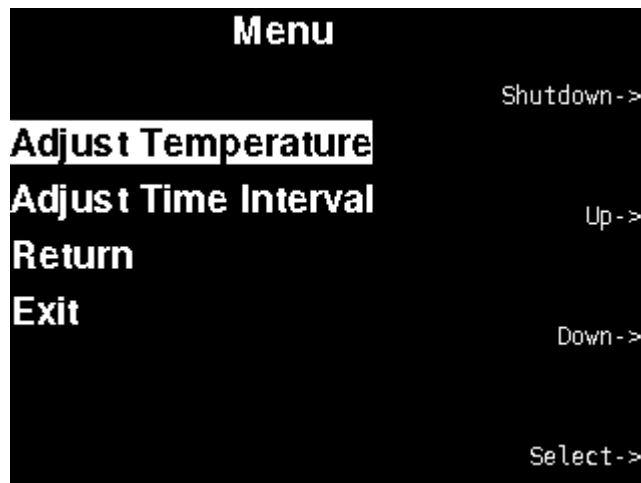 Menu
Shutdown->
Adjust Temperature
Adjust Time Interval
Up->
Return
Exit
Down->
Select->